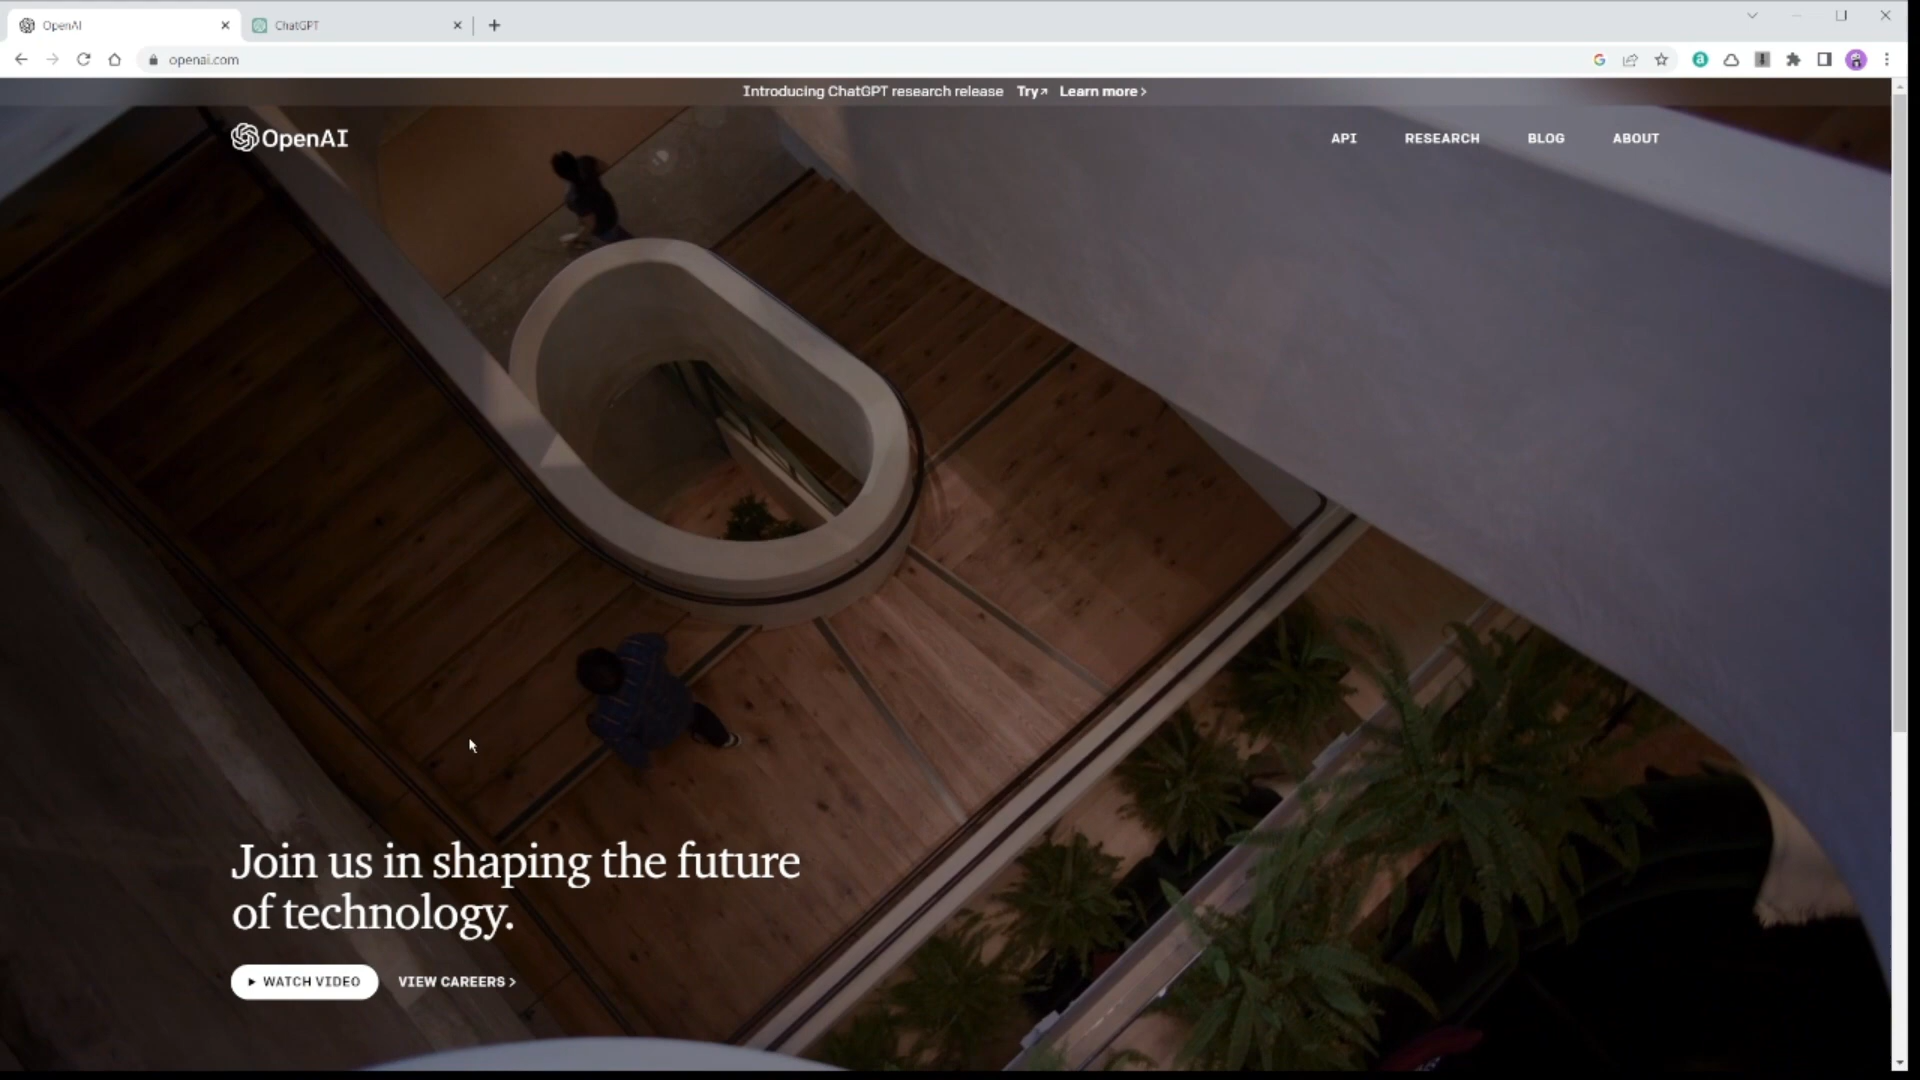 OpenAI
ChatGPT
openai.com
Introducing ChatGPT research release Try↗ Learn more >
OpenAI
API RESEARCH BLOG ABOUT
Join us in shaping the future
of technology.
WATCH VIDEO VIEW CAREERS >